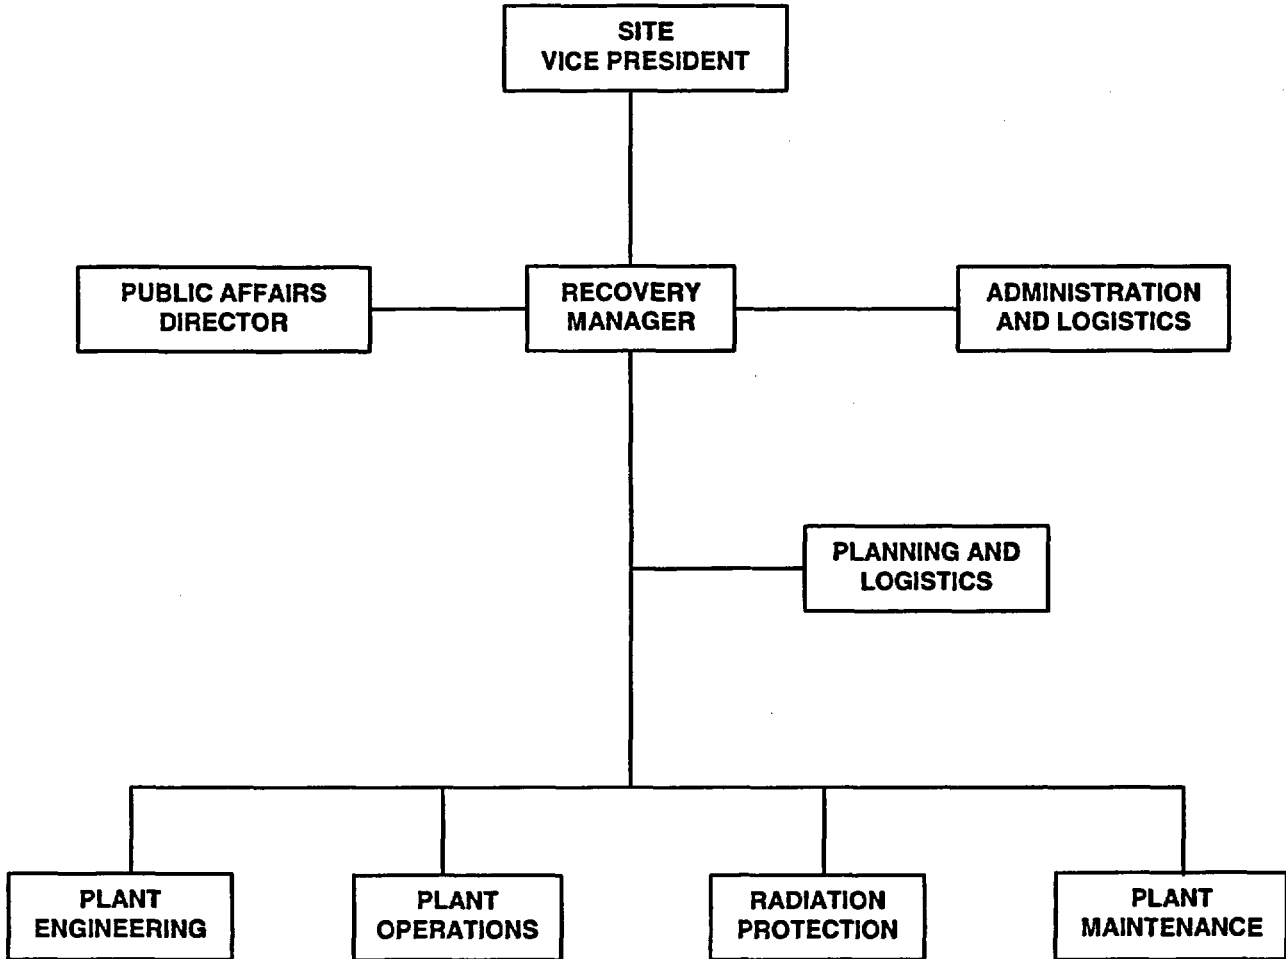 SITE
VICE PRESIDENT
PUBLIC AFFAIRS
DIRECTOR
RECOVERY
MANAGER
ADMINISTRATION
AND LOGISTICS
PLANNING AND
LOGISTICS
PLANT
ENGINEERING
PLANT
OPERATIONS
RADIATION
PROTECTION
PLANT
MAINTENANCE